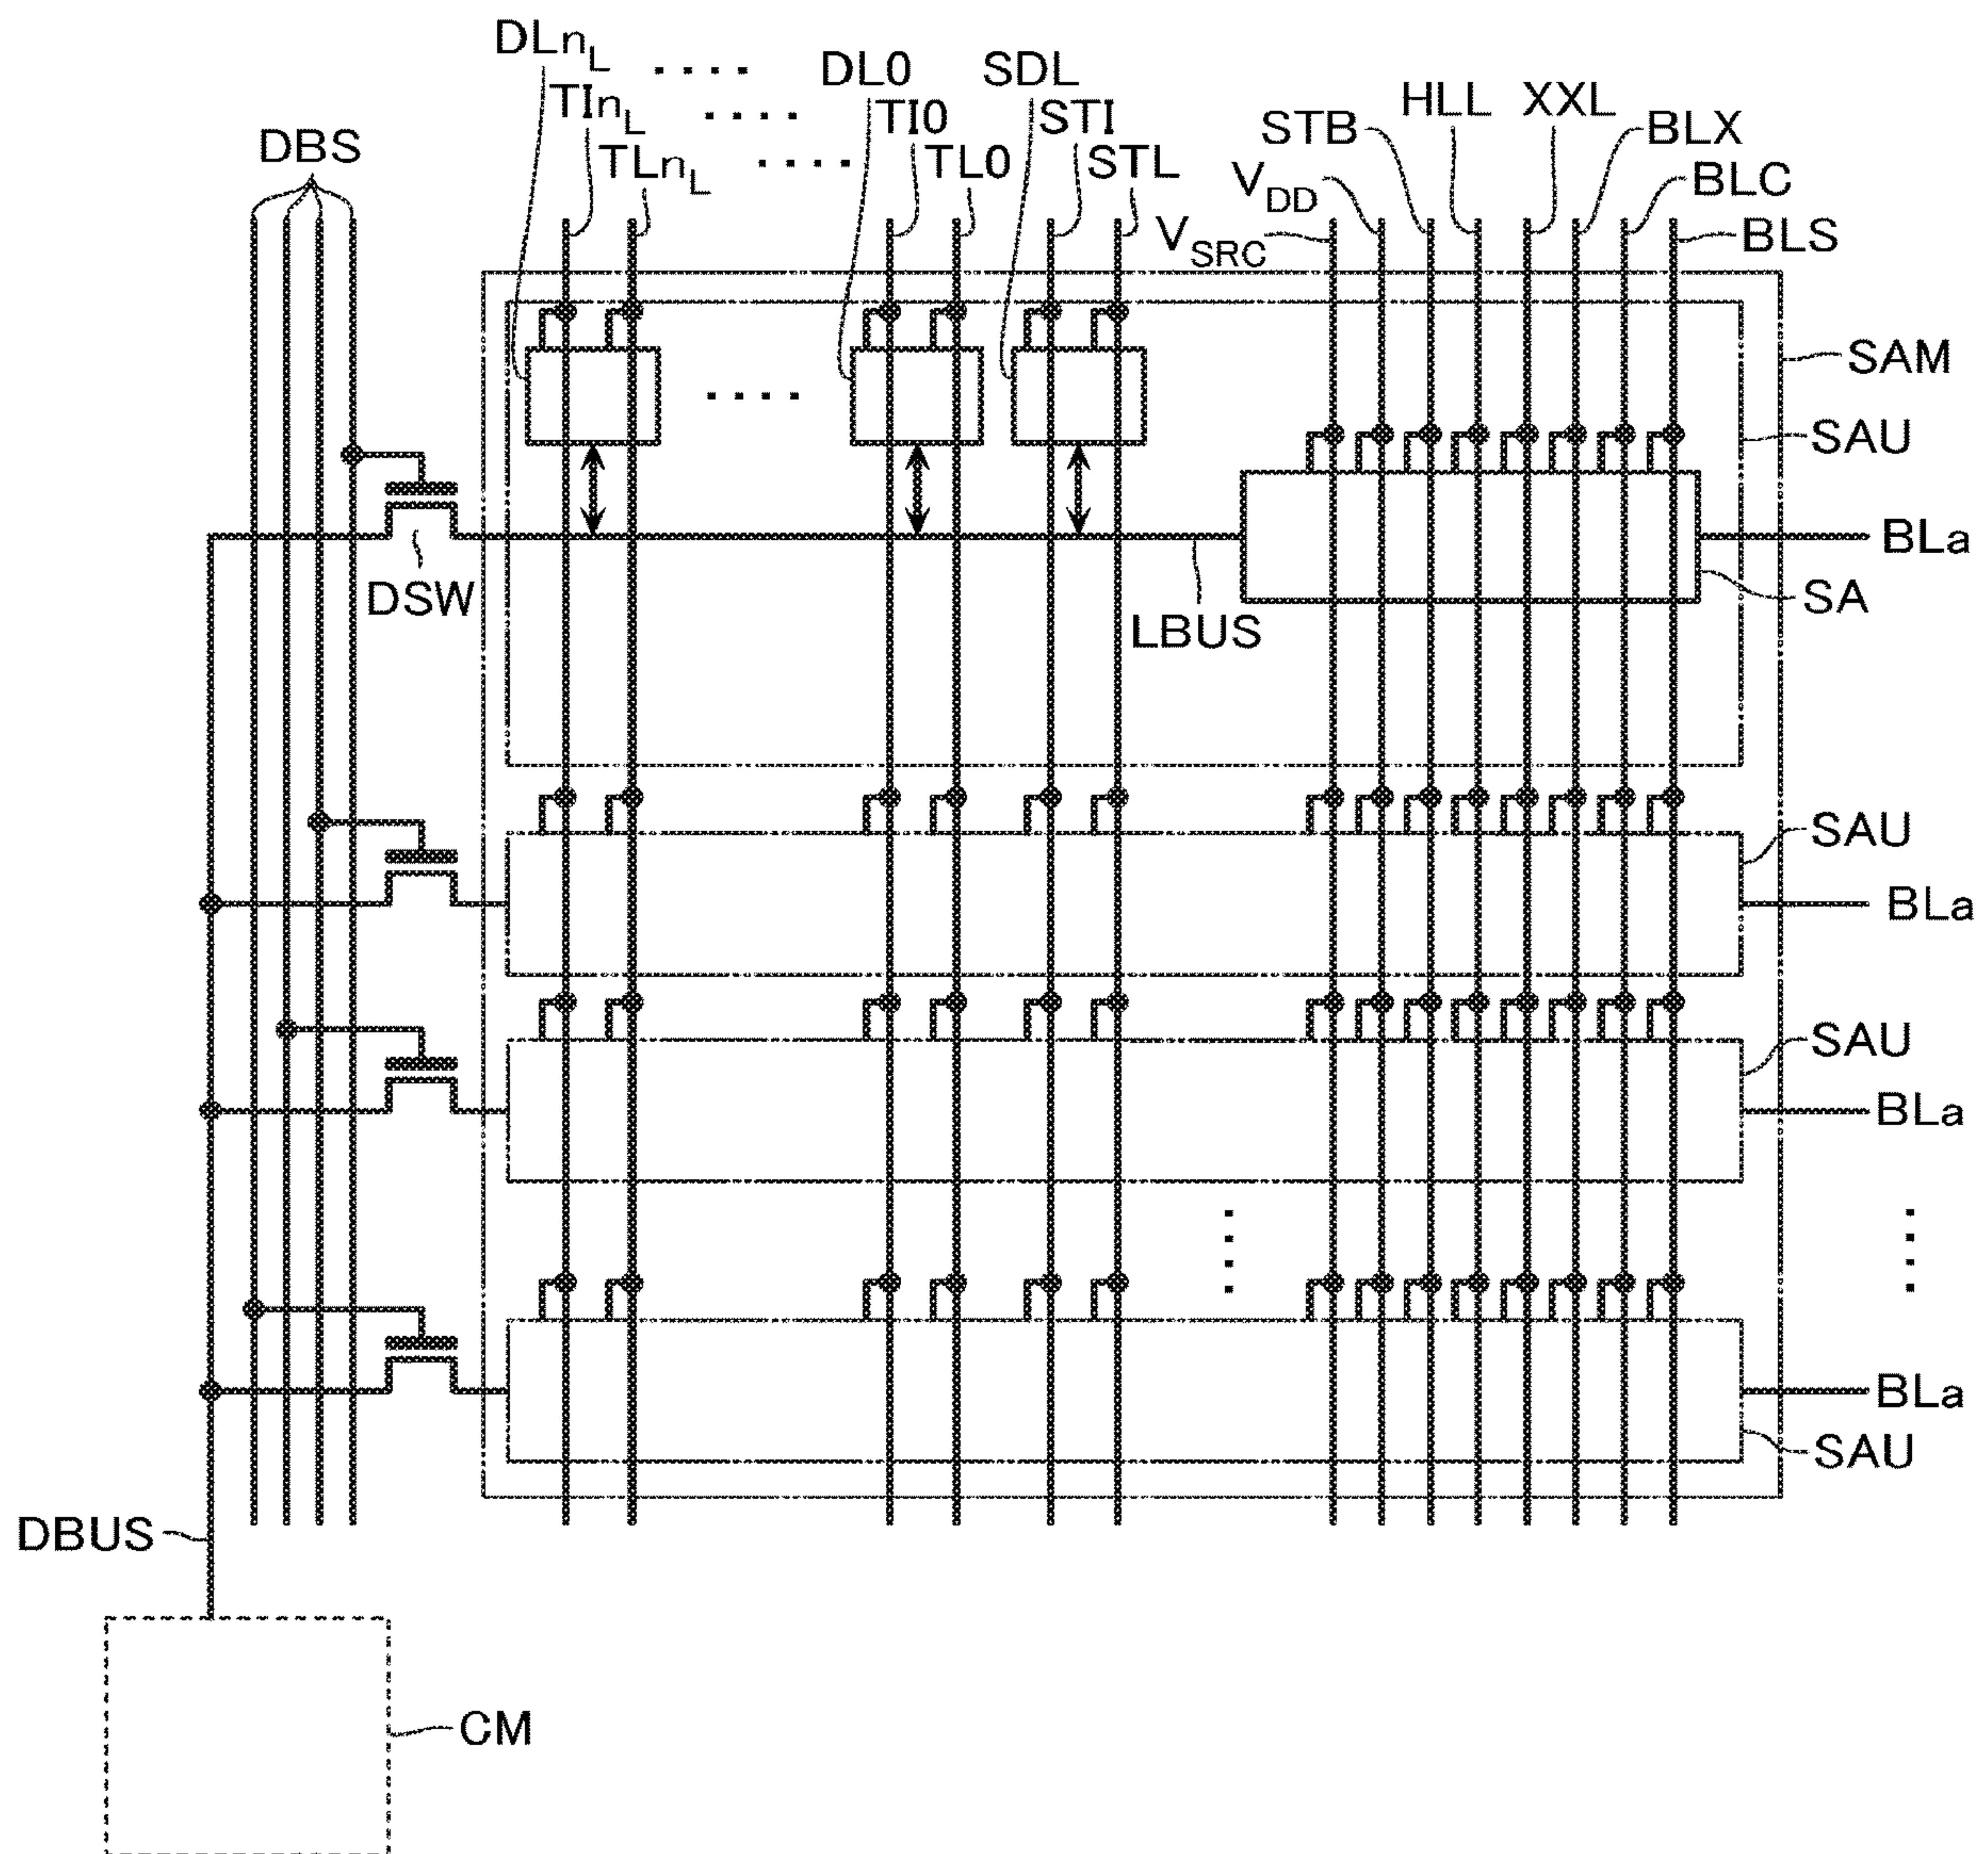 DLnL ···· DL0 SDL
TInL ···· TI0 STI
TLnL ···· TL0 STL
DBS
STB HLL XXL BLX
VDD BLC
VSRC BLS
SAM
SAU
BLa
DSW SA
LBUS
SAU
BLa
SAU
BLa
BLa
SAU
DBUS
CM